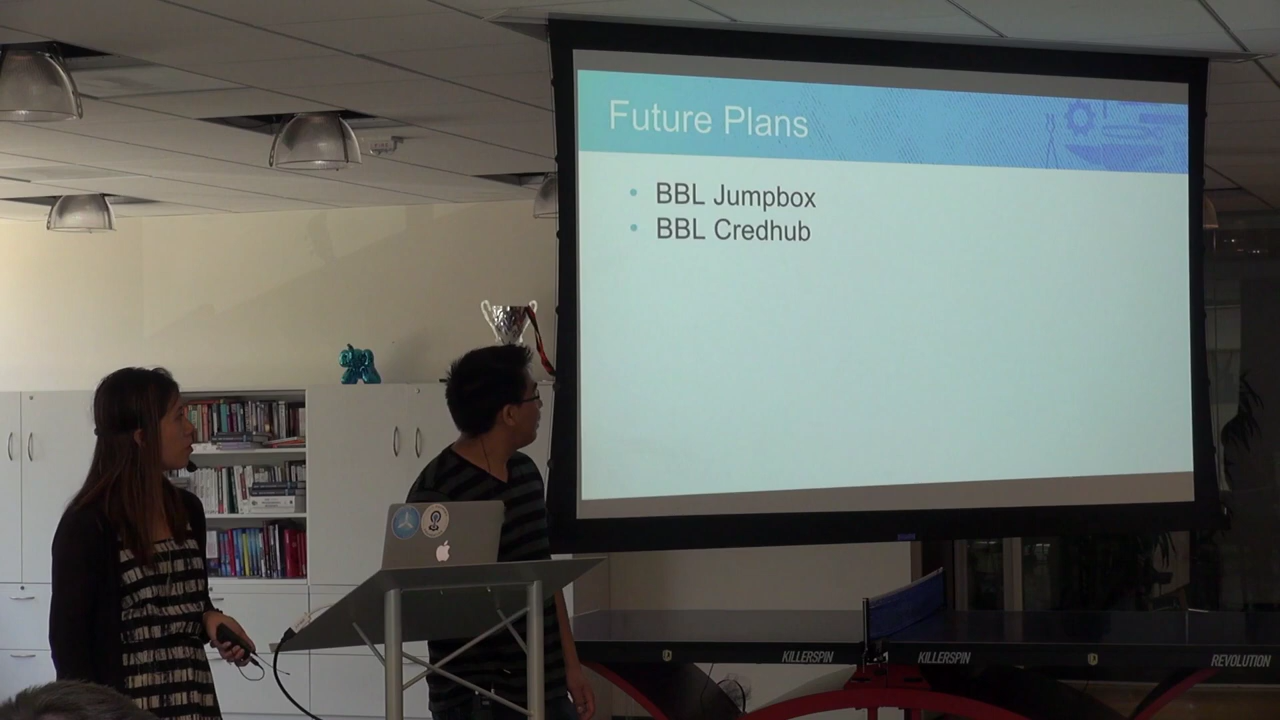 Future Plans
BBL Jumpbox
BBL Credhub
KILLERSPIN
KILLERSPIN
REVOLUTION